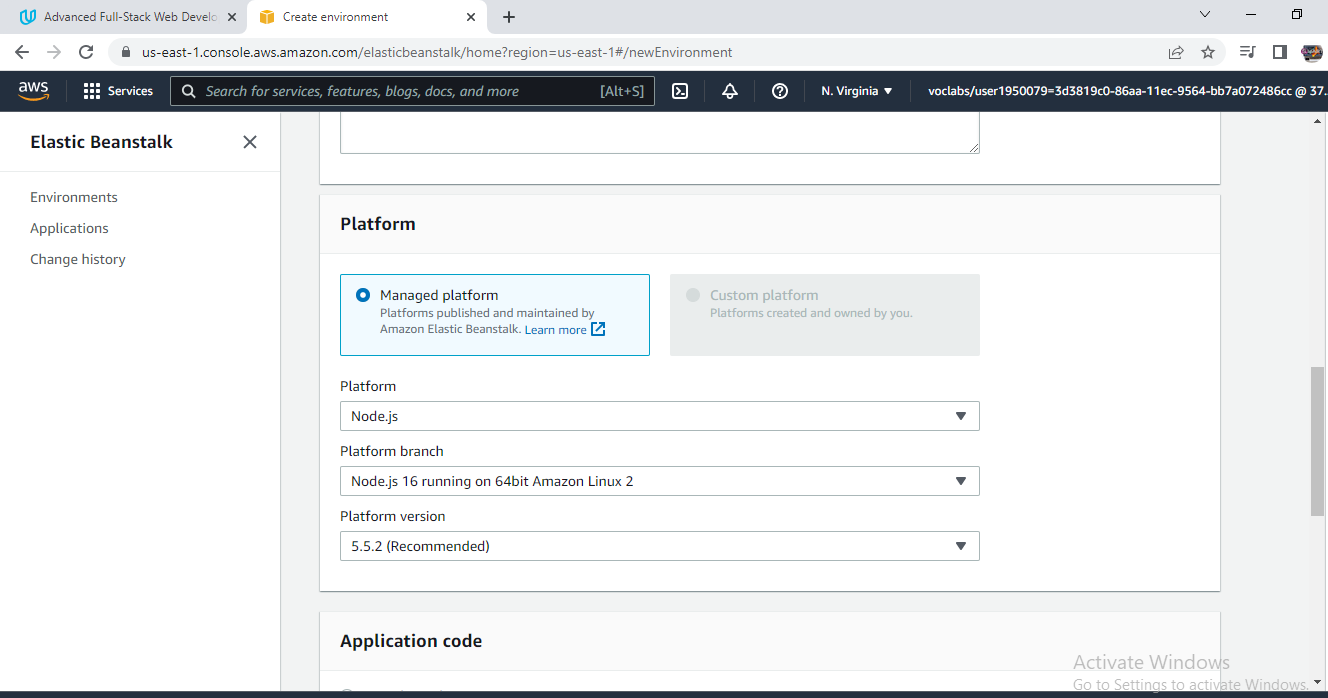 Advanced Full-Stack Web Develo
Create environment
us-east-1.console.aws.amazon.com/elasticbeanstalk/home?region=us-east-1#/newEnvironment
aws
Services
Search for services, features, blogs, docs, and more
[Alt+S]
N. Virginia
voclabs/user1950079=3d3819c0-86aa-11ec-9564-bb7a072486cc @ 37.
Elastic Beanstalk
Environments
Applications
Change history
Platform
Managed platform
Platforms published and maintained by
Amazon Elastic Beanstalk. Learn more
Custom platform
Platforms created and owned by you.
Platform
Node.js
Platform branch
Node.js 16 running on 64bit Amazon Linux 2
Platform version
5.5.2 (Recommended)
Application code
Activate Windows
Go to Settings to activate Windows.